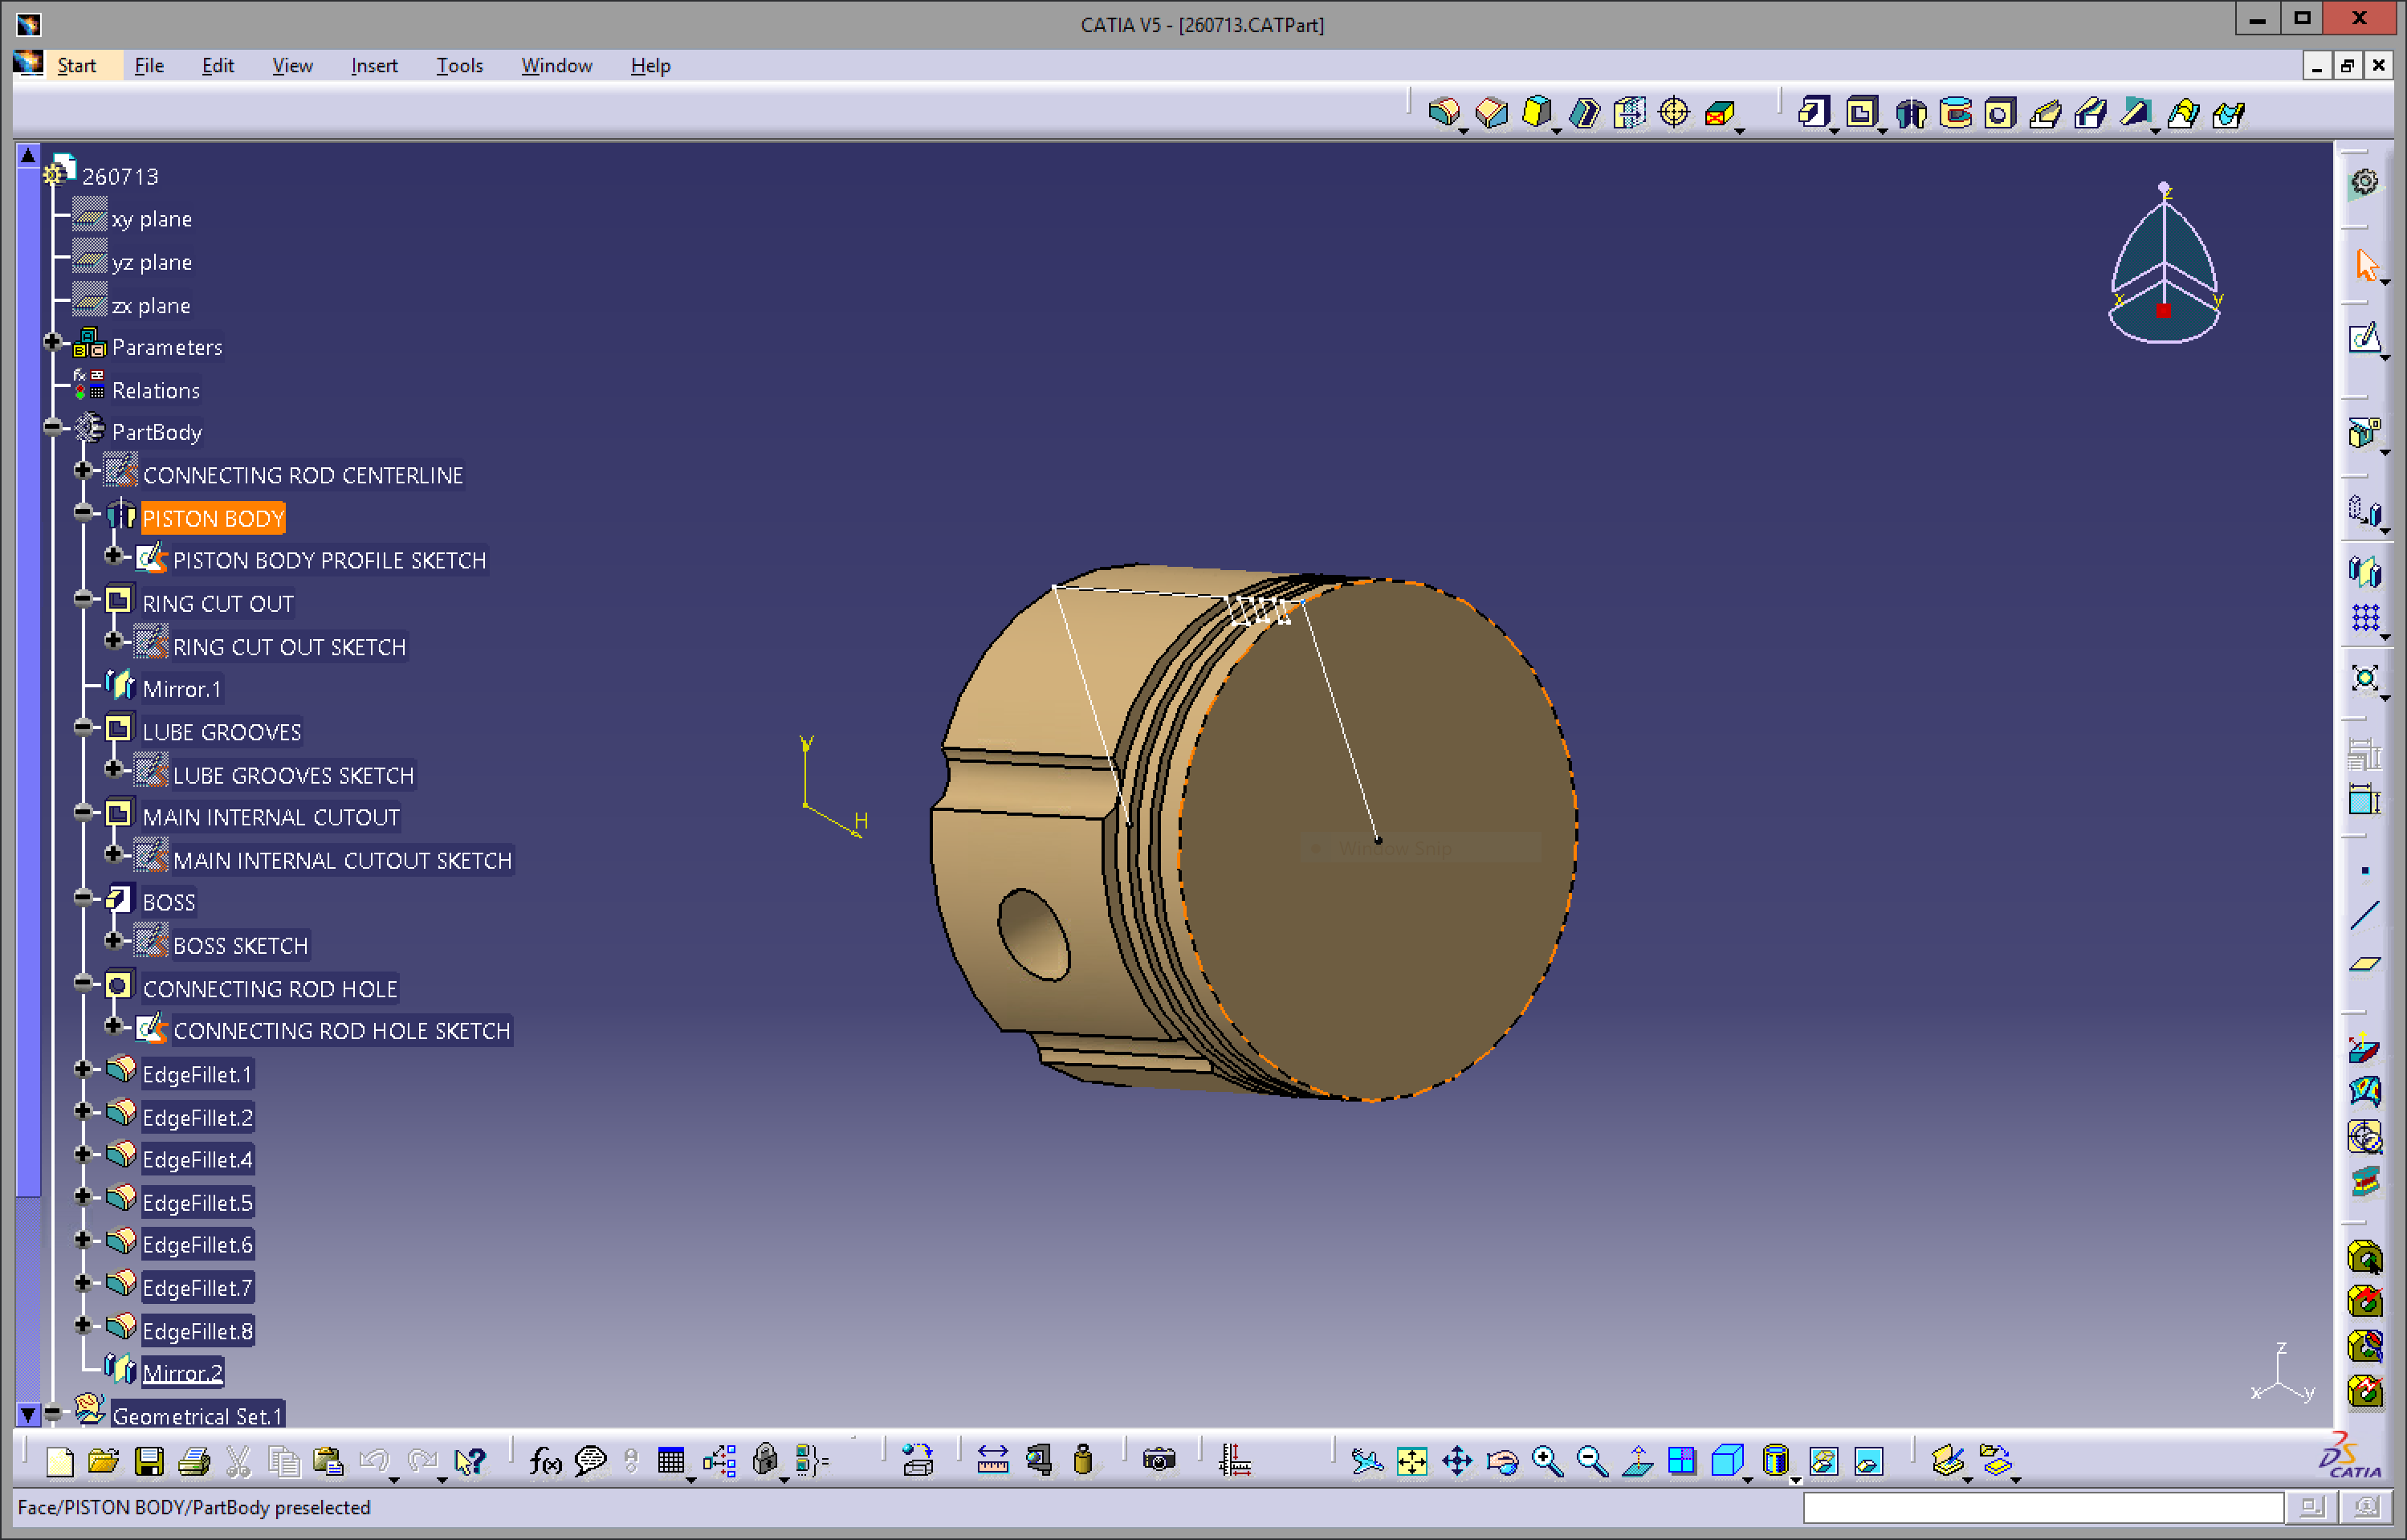 CATIA V5 - [260713.CATPart]
Start File Edit View Insert Tools Window Help
260713
xy plane
yz plane
zx plane
Parameters
Relations
PartBody
CONNECTING ROD CENTERLINE
PISTON BODY
PISTON BODY PROFILE SKETCH
RING CUT OUT
RING CUT OUT SKETCH
Mirror.1
LUBE GROOVES
LUBE GROOVES SKETCH
MAIN INTERNAL CUTOUT
MAIN INTERNAL CUTOUT SKETCH
BOSS
BOSS SKETCH
CONNECTING ROD HOLE
CONNECTING ROD HOLE SKETCH
EdgeFillet.1
EdgeFillet.2
EdgeFillet.4
EdgeFillet.5
EdgeFillet.6
EdgeFillet.7
EdgeFillet.8
Mirror.2
Geometrical Set.1
z
x y
V
H
Window Snip
z
x y
f(x)
DS CATIA
Face/PISTON BODY/PartBody preselected